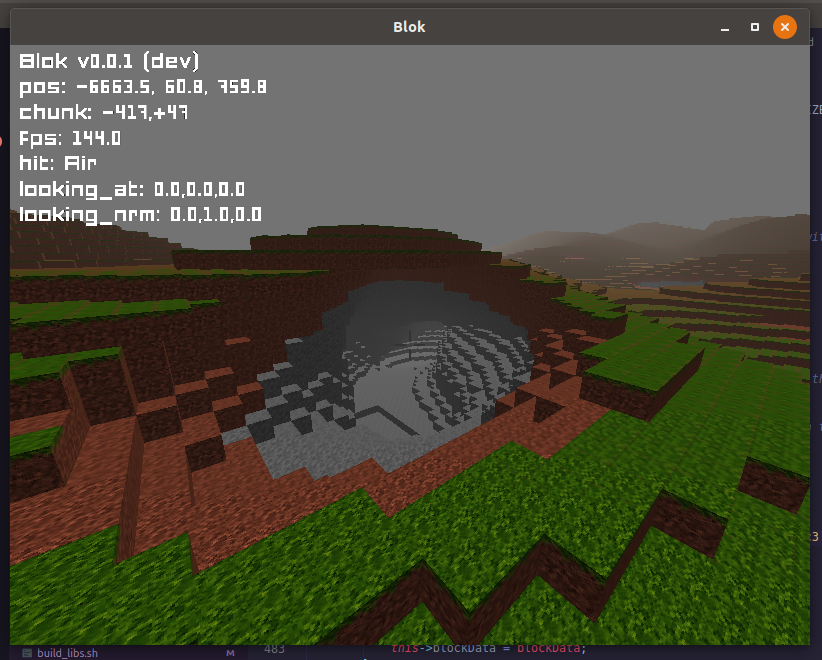 Blok
Blok v0.0.1 (dev)
pos: -6663.5, 60.8, 759.8
chunk: -417,+47
fps: 144.0
hit: Air
looking_at: 0.0,0.0,0.0
looking_nrm: 0.0,1.0,0.0
build_libs.sh M 483 this->blockData = blockData;